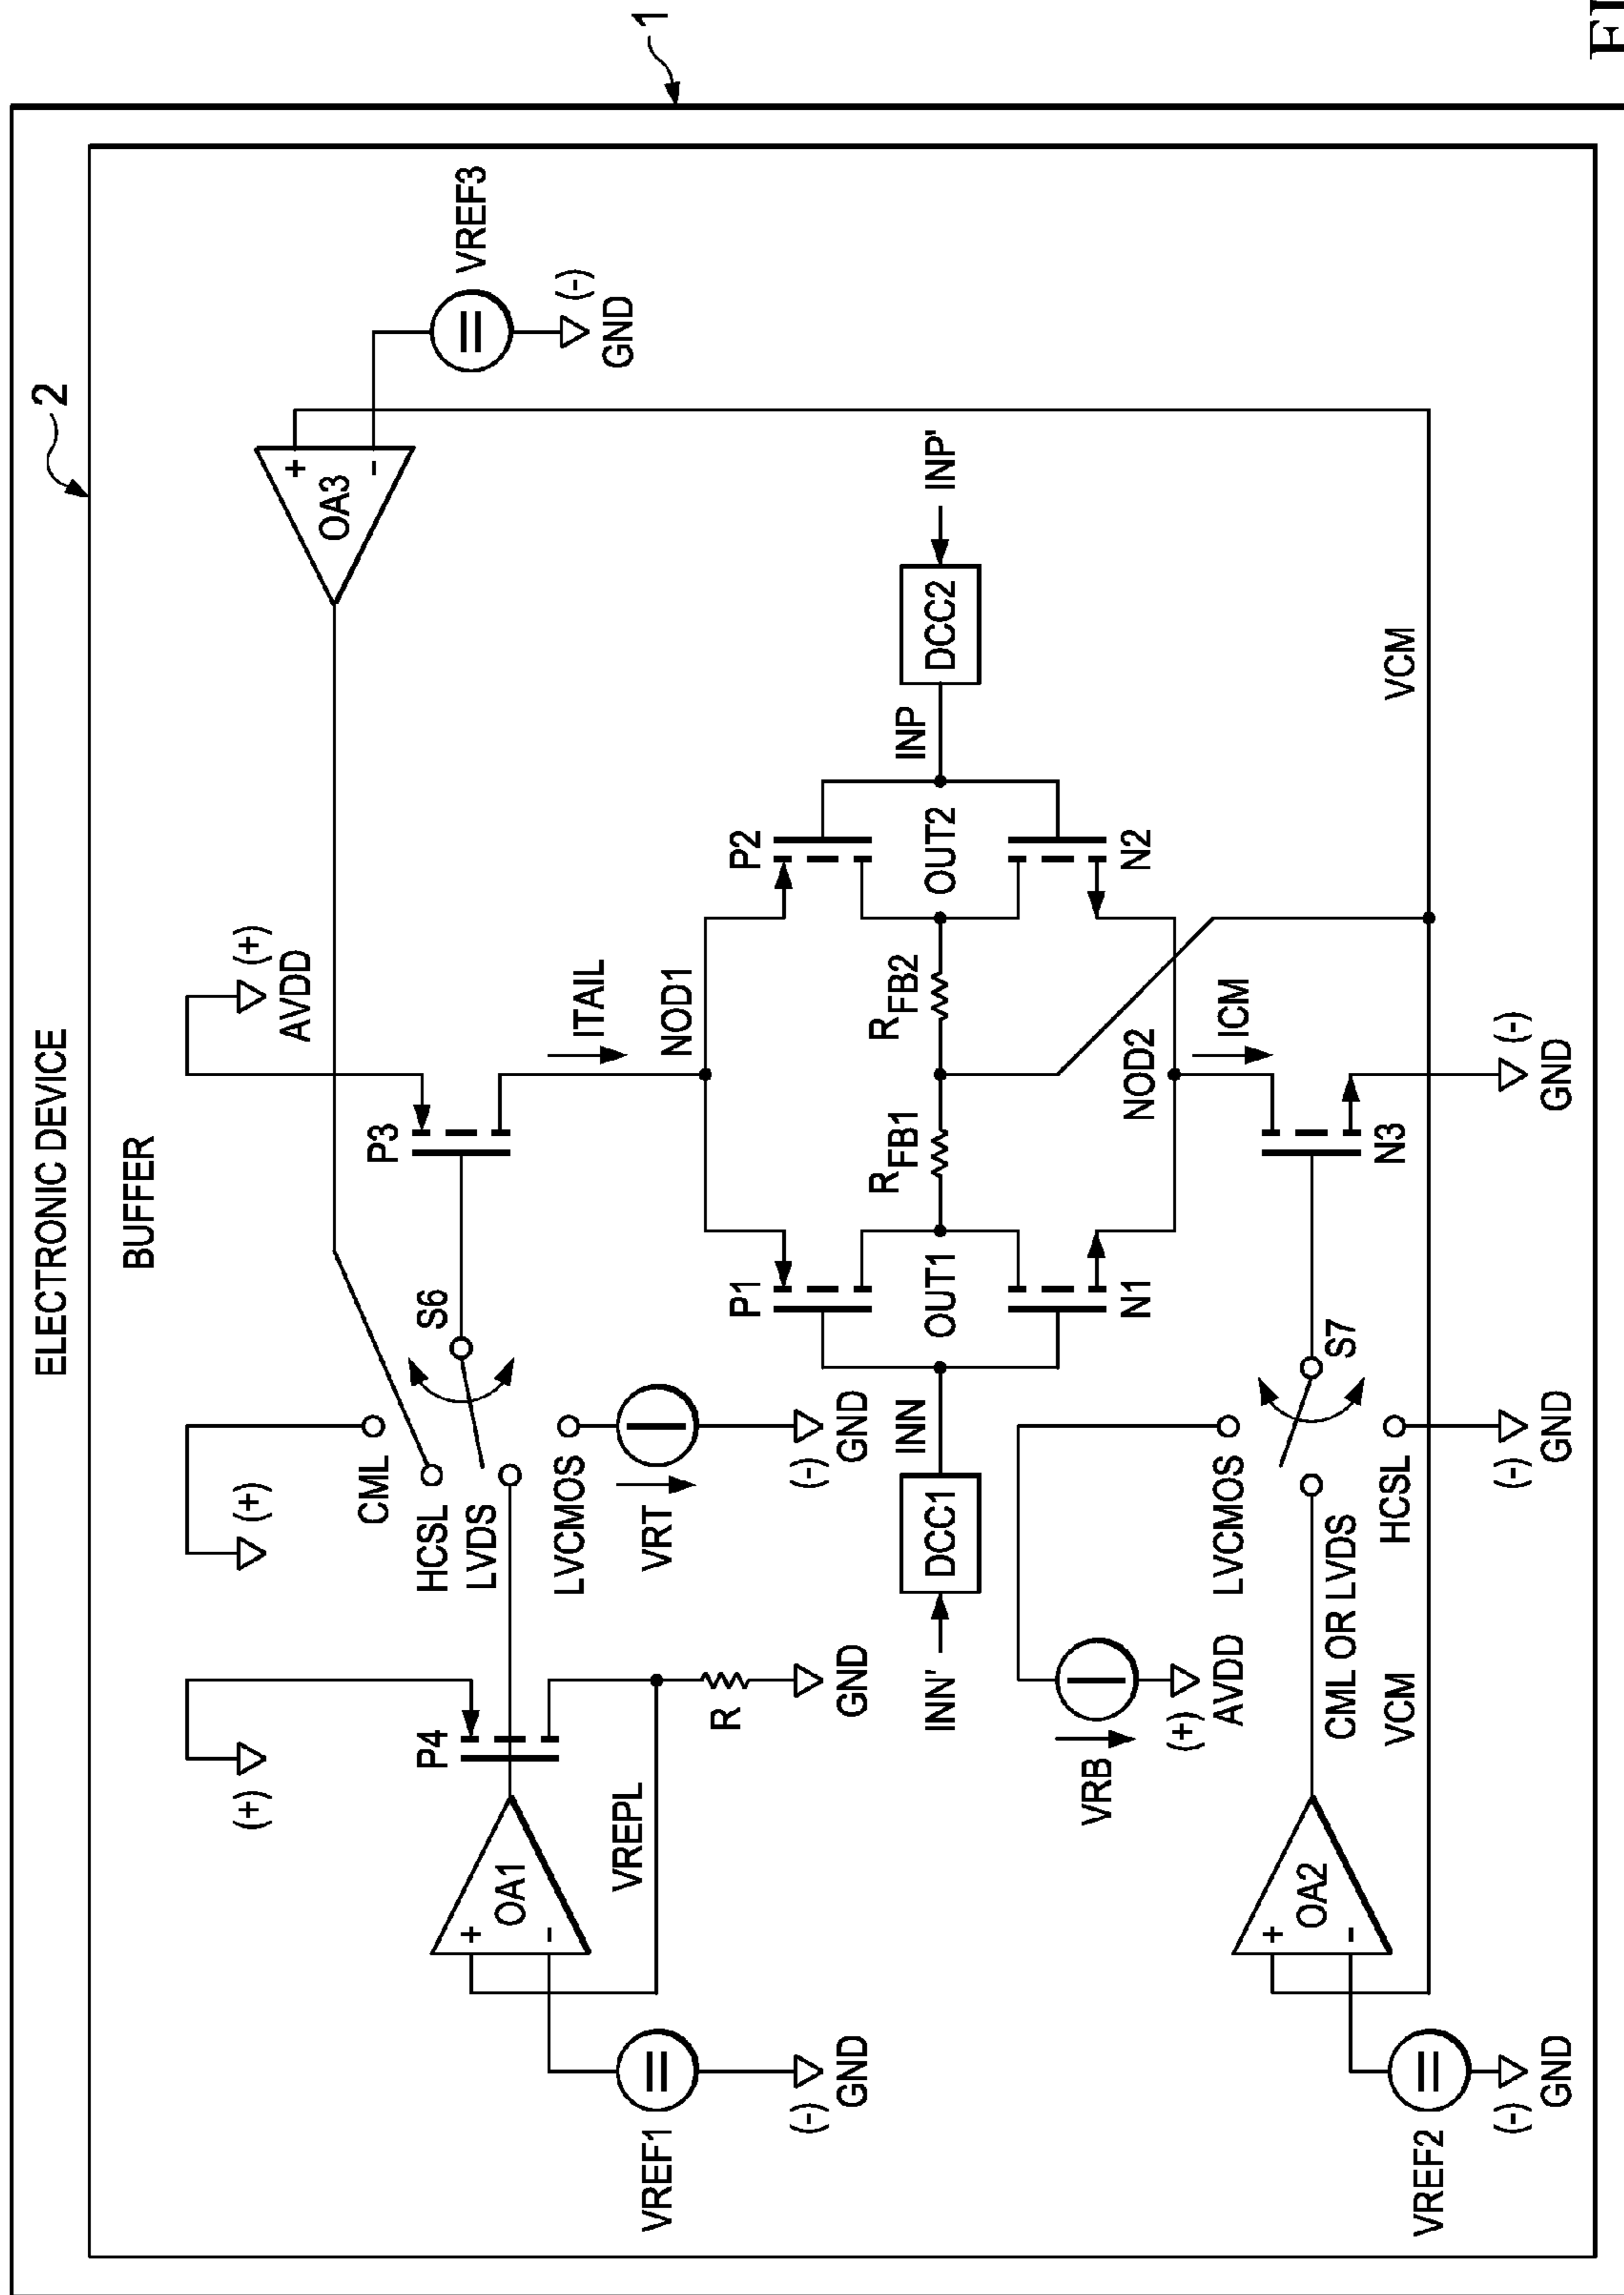 ELECTRONIC DEVICE
1
2
BUFFER
(+)
(+)
(+)
AVDD
OA3
+
-
VREF3
(-)
GND
CML
HCSL
LVDS
LVCMOS
S6
P3
ITAIL
P4
OA1
+
-
VREPL
R
GND
VRT
(-)
GND
VREF1
(-)
GND
NOD1
P1
P2
INN'
DCC1
INN
OUT1
RFB1
RFB2
OUT2
INP
DCC2
INP'
N1
N2
NOD2
ICM
VRB
(+)
AVDD
LVCMOS
CML OR LVDS
HCSL
S7
N3
(-)
GND
(-)
GND
OA2
+
-
VCM
VCM
VREF2
(-)
GND